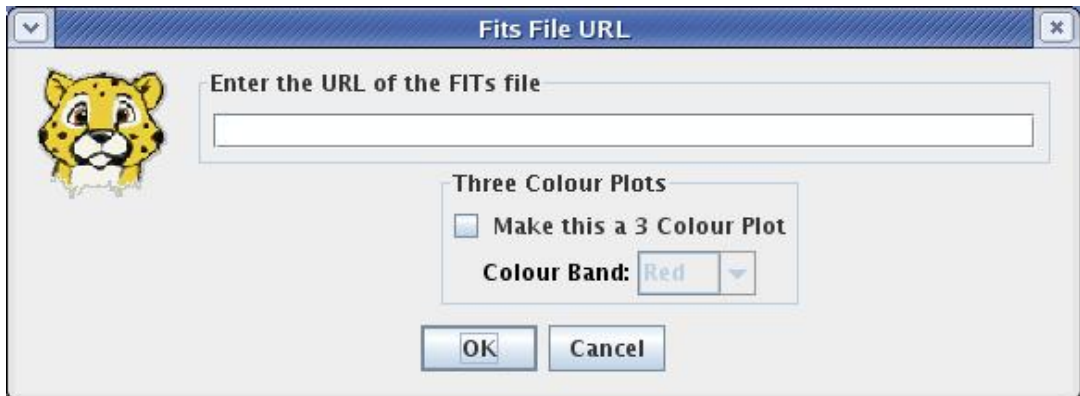 Fits File URL
Enter the URL of the FITs file
Three Colour Plots
Make this a 3 Colour Plot
Colour Band: Red
OK Cancel